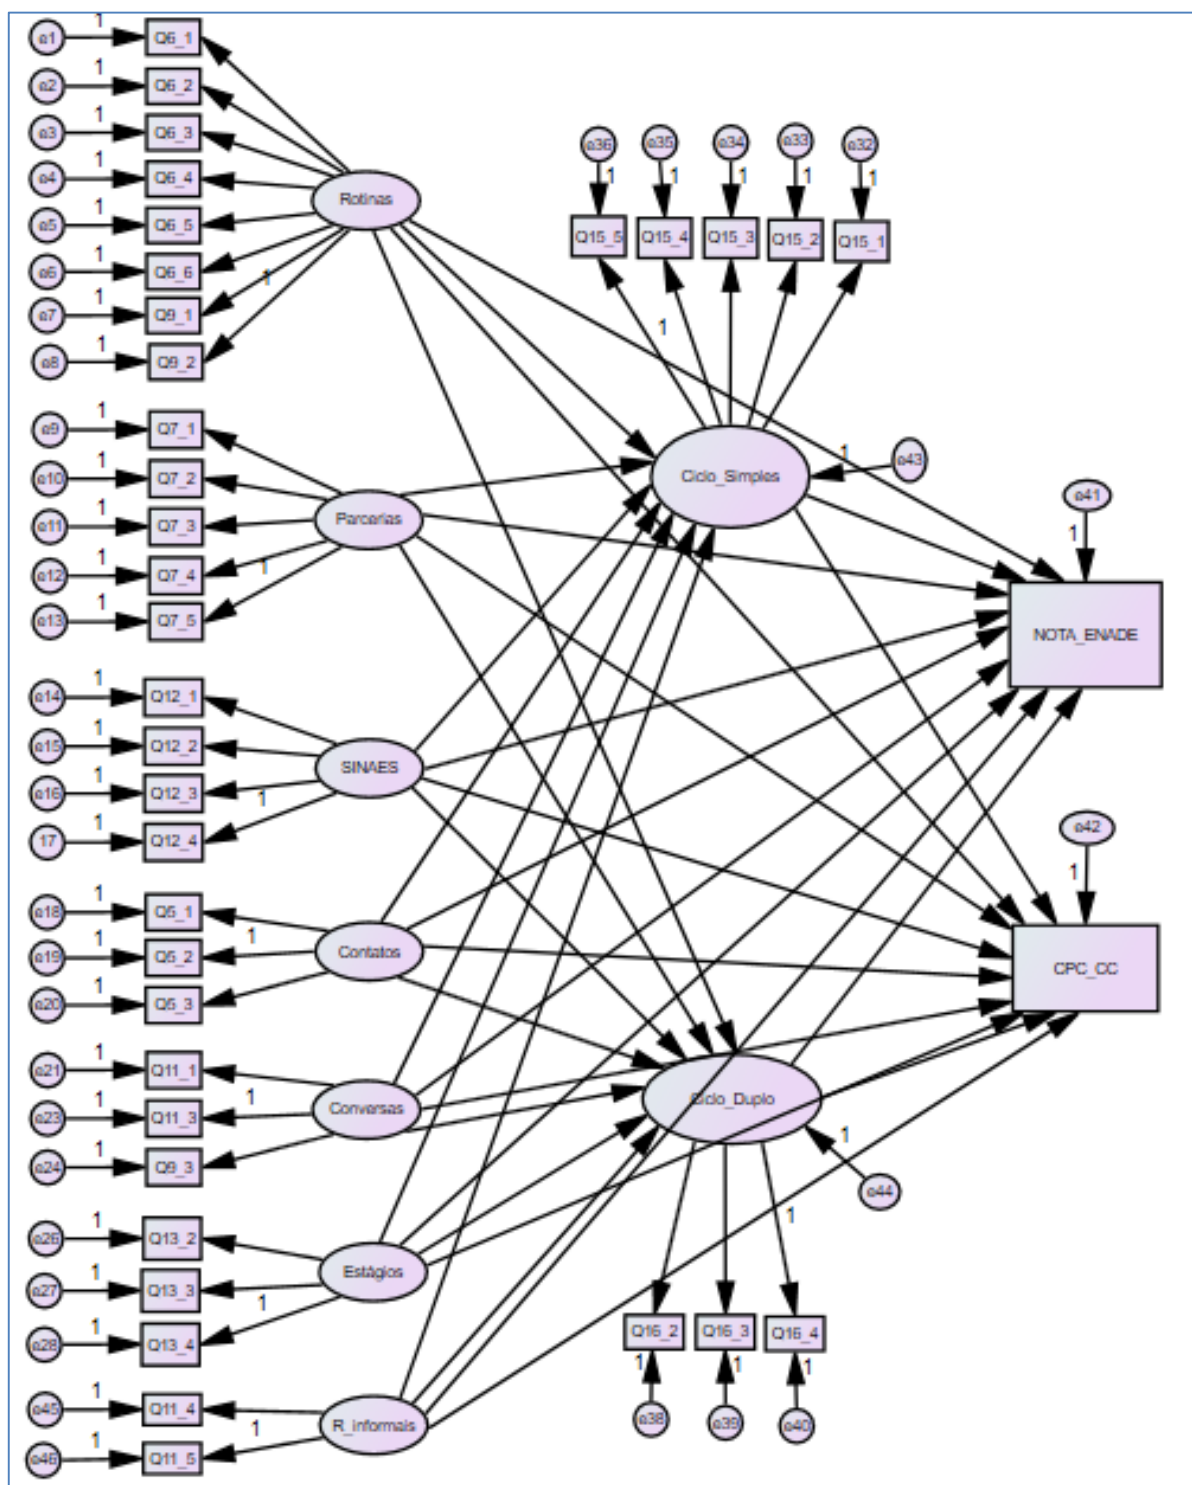 e1 1 Q6_1
e2 1 Q6_2
e3 1 Q6_3
e4 1 Q6_4
e5 1 Q6_5
e6 1 Q6_6
e7 1 Q9_1
e8 1 Q9_2
1
Rotinas
e9 1 Q7_1
e10 1 Q7_2
e11 1 Q7_3
e12 1 Q7_4
e13 1 Q7_5
1
Parcerias
e14 1 Q12_1
e15 1 Q12_2
e16 1 Q12_3
17 1 Q12_4
1
SINAES
e18 1 Q5_1
e19 1 Q5_2
e20 1 Q5_3
1
Contatos
e21 1 Q11_1
e23 1 Q11_3
e24 1 Q9_3
1
Conversas
e26 1 Q13_2
e27 1 Q13_3
e28 1 Q13_4
1
Estágios
e45 1 Q11_4
e46 1 Q11_5
1
R_informais
e36 e35 e34 e33 e32
1 1 1 1 1
Q15_5 Q15_4 Q15_3 Q15_2 Q15_1
1
Ciclo_Simples
1 e43
e41
1
NOTA_ENADE
e42
1
CPC_CC
Ciclo_Duplo
1
e44
1
Q16_2 Q16_3 Q16_4
1 1 1
e38 e39 e40